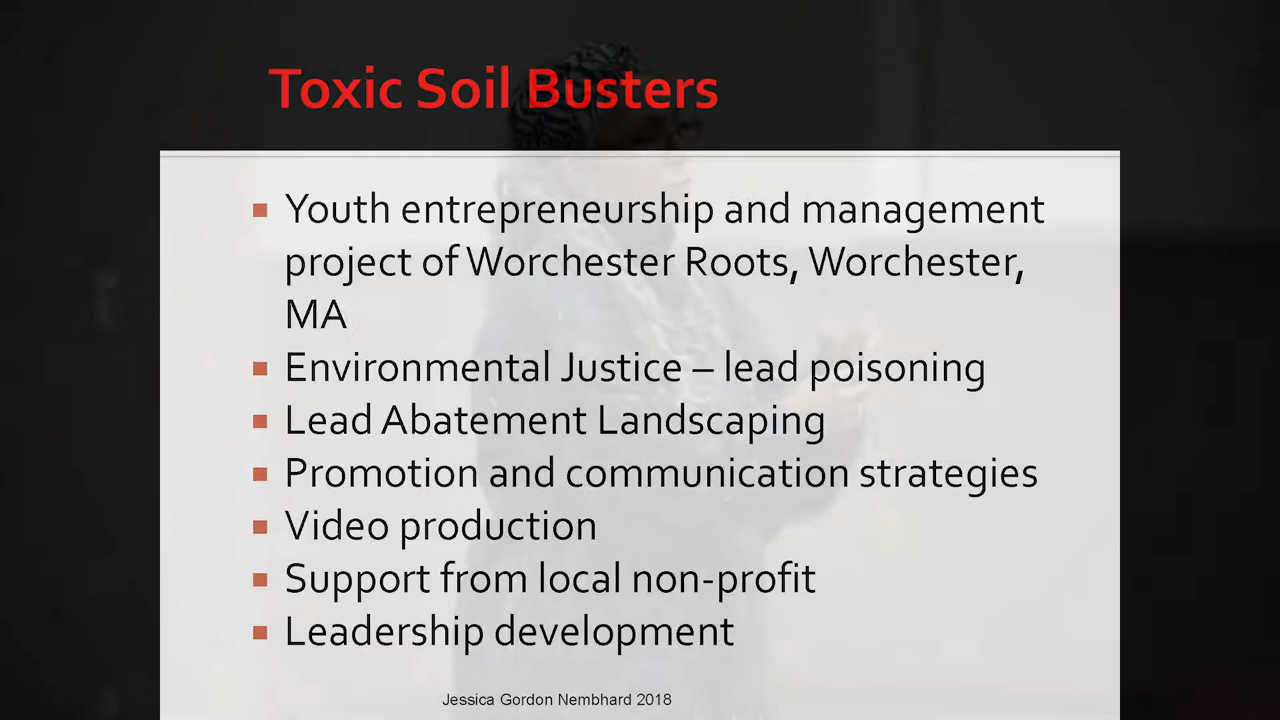 Toxic Soil Busters
Youth entrepreneurship and management
project of Worchester Roots, Worchester,
MA
Environmental Justice – lead poisoning
Lead Abatement Landscaping
Promotion and communication strategies
Video production
Support from local non-profit
Leadership development
Jessica Gordon Nembhard 2018